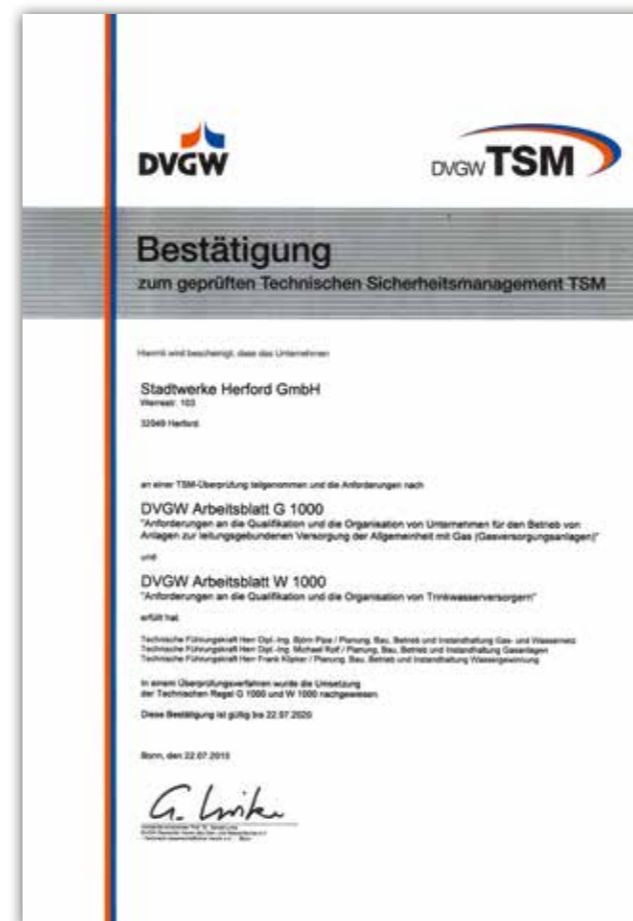 DVGW
DVGW TSM
Bestätigung
zum geprüften Technischen Sicherheitsmanagement TSM
Hiermit wird bescheinigt, dass das Unternehmen
Stadtwerke Herford GmbH
Werrestr. 103
32049 Herford
an einer TSM-Überprüfung teilgenommen und die Anforderungen nach
DVGW Arbeitsblatt G 1000
"Anforderungen an die Qualifikation und die Organisation von Unternehmen für den Betrieb von
Anlagen zur leitungsgebundenen Versorgung der Allgemeinheit mit Gas (Gasversorgungsanlagen)"
und
DVGW Arbeitsblatt W 1000
"Anforderungen an die Qualifikation und die Organisation von Trinkwasserversorgern"
erfüllt hat.
Technische Führungskraft Herr Dipl.-Ing. Björn / Planung, Bau, Betrieb und Instandhaltung Gas- und Wassernetz
Technische Führungskraft Herr Dipl.-Ing. Michael Rolf / Planung, Bau, Betrieb und Instandhaltung Gasanlagen
Technische Führungskraft Herr Frank Köpker / Planung, Bau, Betrieb und Instandhaltung Wassergewinnung
In einem Überprüfungsverfahren wurde die Umsetzung
der Technischen Regel G 1000 und W 1000 nachgewiesen.
Diese Bestätigung ist gültig bis 22.07.2020
Bonn, den 22.07.2015
G. Linke